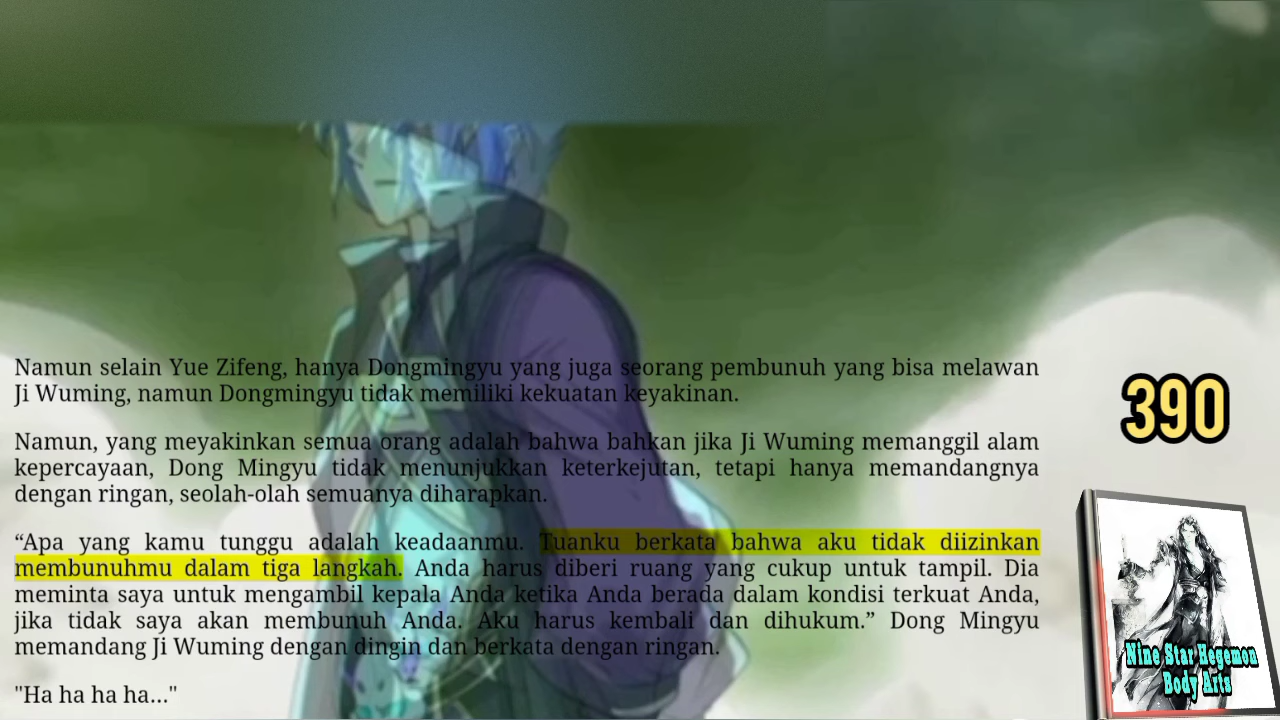 Namun selain Yue Zifeng, hanya Dongmingyu yang juga seorang pembunuh yang bisa melawan
Ji Wuming, namun Dongmingyu tidak memiliki kekuatan keyakinan.
Namun, yang meyakinkan semua orang adalah bahwa bahkan jika Ji Wuming memanggil alam
kepercayaan, Dong Mingyu tidak menunjukkan keterkejutan, tetapi hanya memandangnya
dengan ringan, seolah-olah semuanya diharapkan.
“Apa yang kamu tunggu adalah keadaanmu. Tuanku berkata bahwa aku tidak diizinkan
membunuhmu dalam tiga langkah. Anda harus diberi ruang yang cukup untuk tampil. Dia
meminta saya untuk mengambil kepala Anda ketika Anda berada dalam kondisi terkuat Anda,
jika tidak saya akan membunuh Anda. Aku harus kembali dan dihukum.” Dong Mingyu
memandang Ji Wuming dengan dingin dan berkata dengan ringan.
"Ha ha ha ha…"
390
Nine Star Hegemon
Body Arts